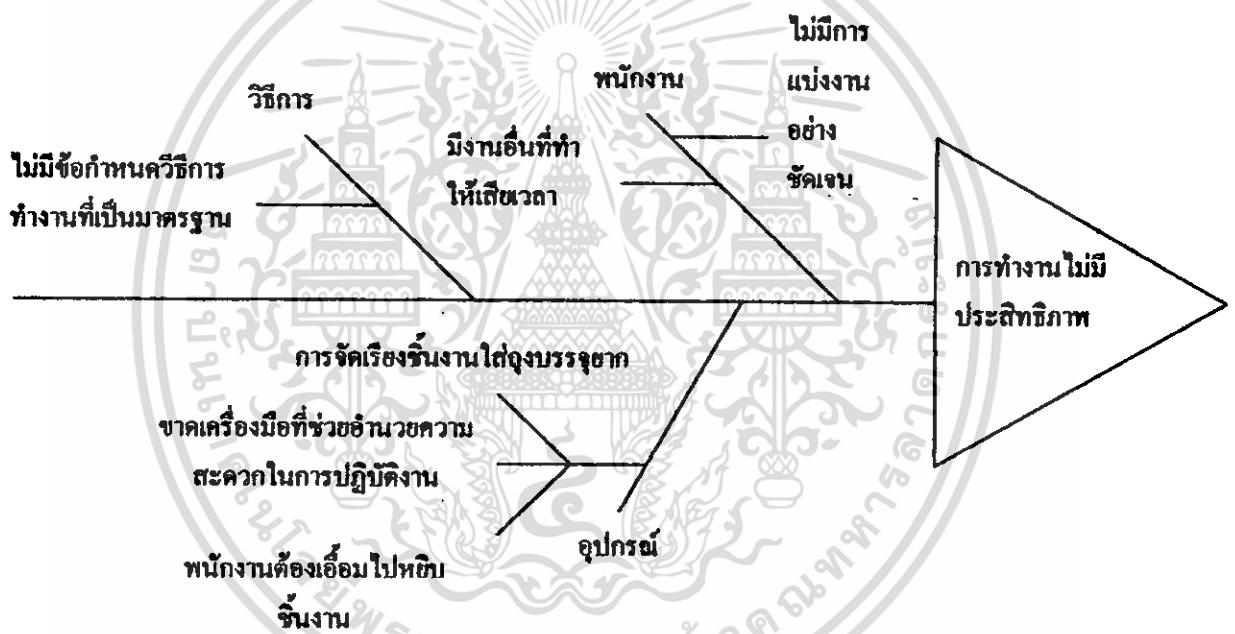 ไม่มีการ
แบ่งงาน
อย่าง
ชัดเจน
พนักงาน
วิธีการ
มีงานอื่นที่ทำ
ให้เสียเวลา
ไม่มีข้อกำหนดวิธีการ
ทำงานที่เป็นมาตรฐาน
การทำงานไม่มี
ประสิทธิภาพ
การจัดเรียงชิ้นงานใส่ถุงบรรจุยาก
ขาดเครื่องมือที่ช่วยอำนวยความ
สะดวกในการปฏิบัติงาน
อุปกรณ์
พนักงานต้องเอื้อมไปหยิบ
ชิ้นงาน